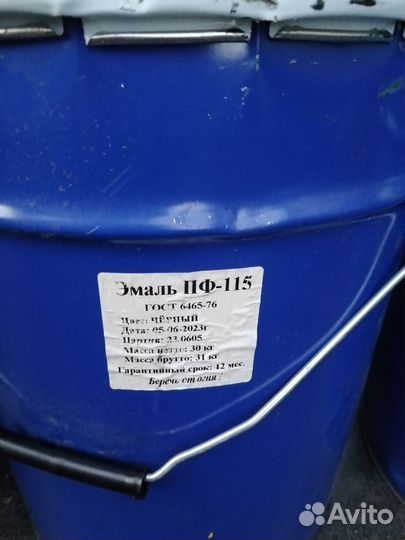 Эмаль ПФ-115
ГОСТ 6465-76
Цвет: ЧЁРНЫЙ
Дата: 05-06-2023г
Партия: 23.0605
Масса нетто: 30 кг
Масса брутто: 31 кг
Гарантийный срок: 12 мес.
Беречь от огня!
Avito